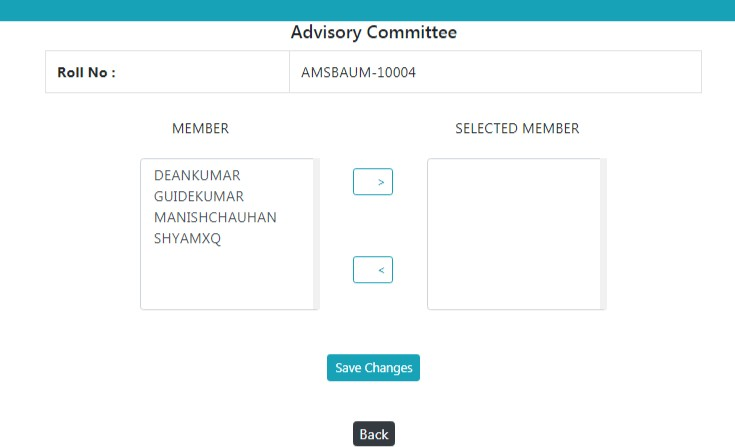 Advisory Committee
Roll No : AMSBAUM-10004
MEMBER SELECTED MEMBER
DEANKUMAR
GUIDEKUMAR
MANISHCHAUHAN
SHYAMXQ
>
<
Save Changes
Back